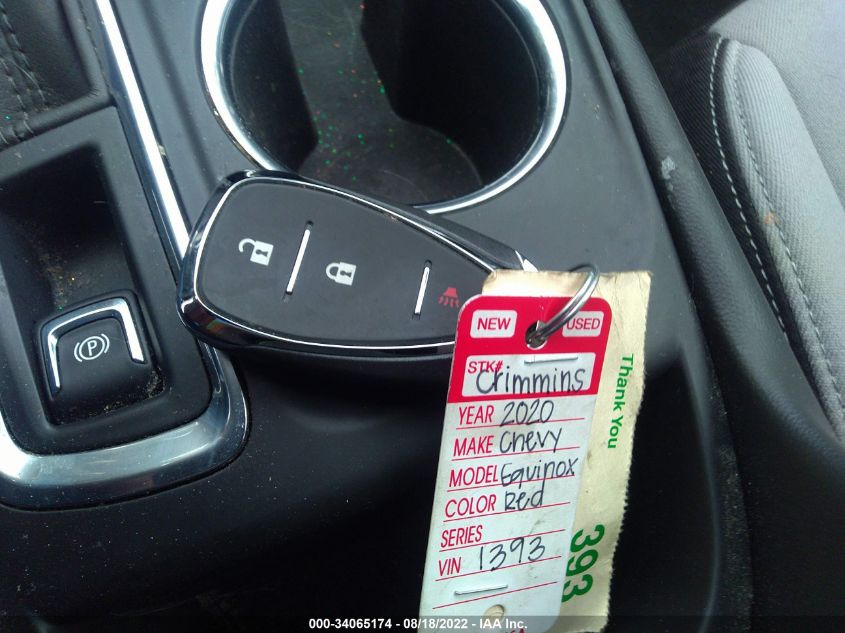 P
NEW USED
STK# Crimmins
YEAR 2020
MAKE Chevy
MODEL Equinox
COLOR Red
SERIES
VIN 1393
Thank You
393
000-34065174 - 08/18/2022 - IAA Inc.